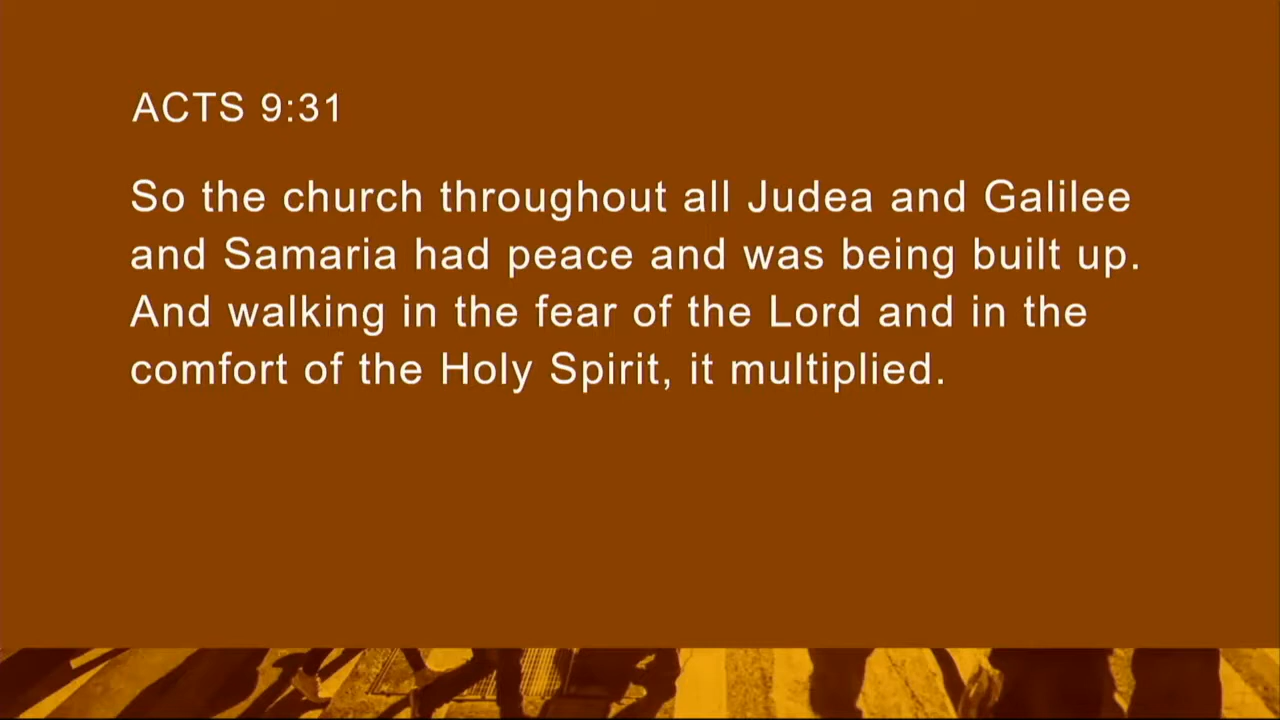 ACTS 9:31
So the church throughout all Judea and Galilee
and Samaria had peace and was being built up.
And walking in the fear of the Lord and in the
comfort of the Holy Spirit, it multiplied.